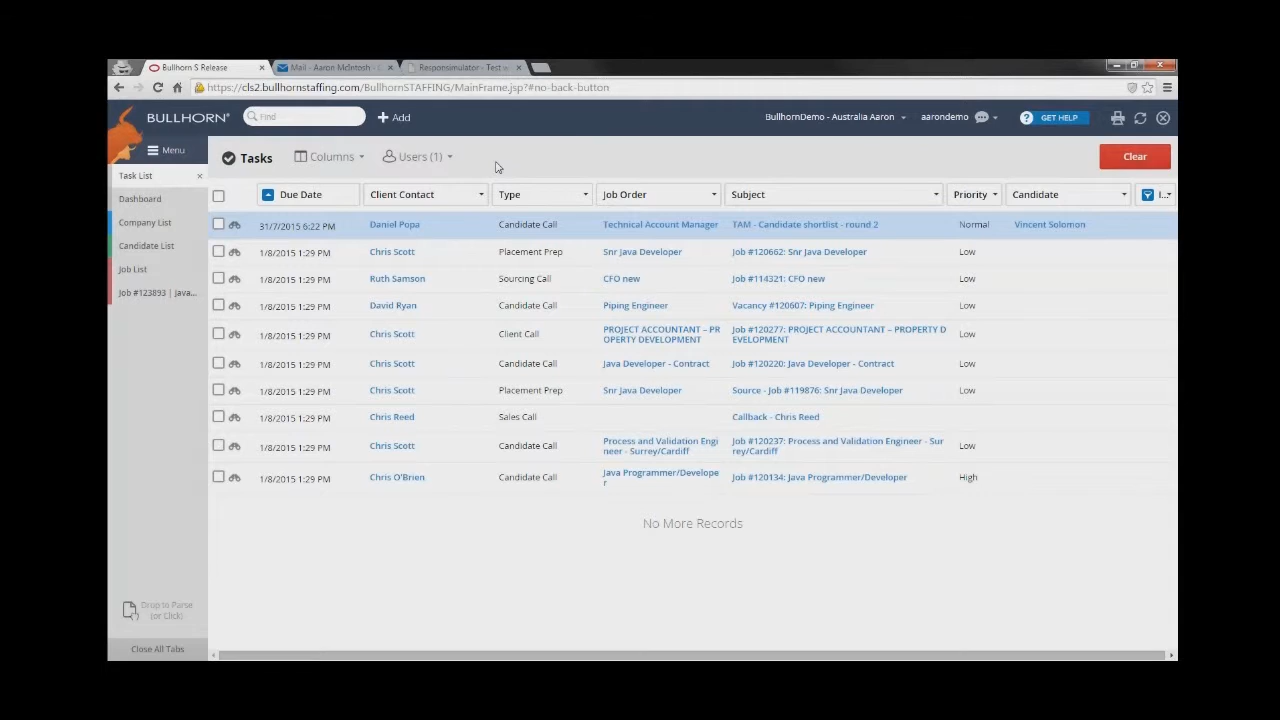 Bullhorn S Release
Mail - Aaron McIntosh -
Responsimulator - Test w
https://cls2.bullhornstaffing.com/BullhornSTAFFING/MainFrame.jsp?#no-back-button
BULLHORN®
Find
Add
BullhornDemo - Australia Aaron
aarondemo
? GET HELP
Menu
Tasks
Columns
Users (1)
Clear
Task List
Dashboard
Company List
Candidate List
Job List
Job #123893 | Java...
Due Date Client Contact Type Job Order Subject Priority Candidate I...
31/7/2015 6:22 PM Daniel Popa Candidate Call Technical Account Manager TAM - Candidate shortlist - round 2 Normal Vincent Solomon
1/8/2015 1:29 PM Chris Scott Placement Prep Snr Java Developer Job #120662: Snr Java Developer Low
1/8/2015 1:29 PM Ruth Samson Sourcing Call CFO new Job #114321: CFO new Low
1/8/2015 1:29 PM David Ryan Candidate Call Piping Engineer Vacancy #120607: Piping Engineer Low
1/8/2015 1:29 PM Chris Scott Client Call PROJECT ACCOUNTANT – PR Job #120277: PROJECT ACCOUNTANT – PROPERTY D Low
OPERTY DEVELOPMENT EVELOPMENT
1/8/2015 1:29 PM Chris Scott Candidate Call Java Developer - Contract Job #120220: Java Developer - Contract Low
1/8/2015 1:29 PM Chris Scott Placement Prep Snr Java Developer Source - Job #119876: Snr Java Developer Low
1/8/2015 1:29 PM Chris Reed Sales Call Callback - Chris Reed
1/8/2015 1:29 PM Chris Scott Candidate Call Process and Validation Engi Job #120237: Process and Validation Engineer - Sur Low
neer - Surrey/Cardiff rey/Cardiff
1/8/2015 1:29 PM Chris O'Brien Candidate Call Java Programmer/Develope Job #120134: Java Programmer/Developer High
r
No More Records
Drop to Parse
(or Click)
Close All Tabs